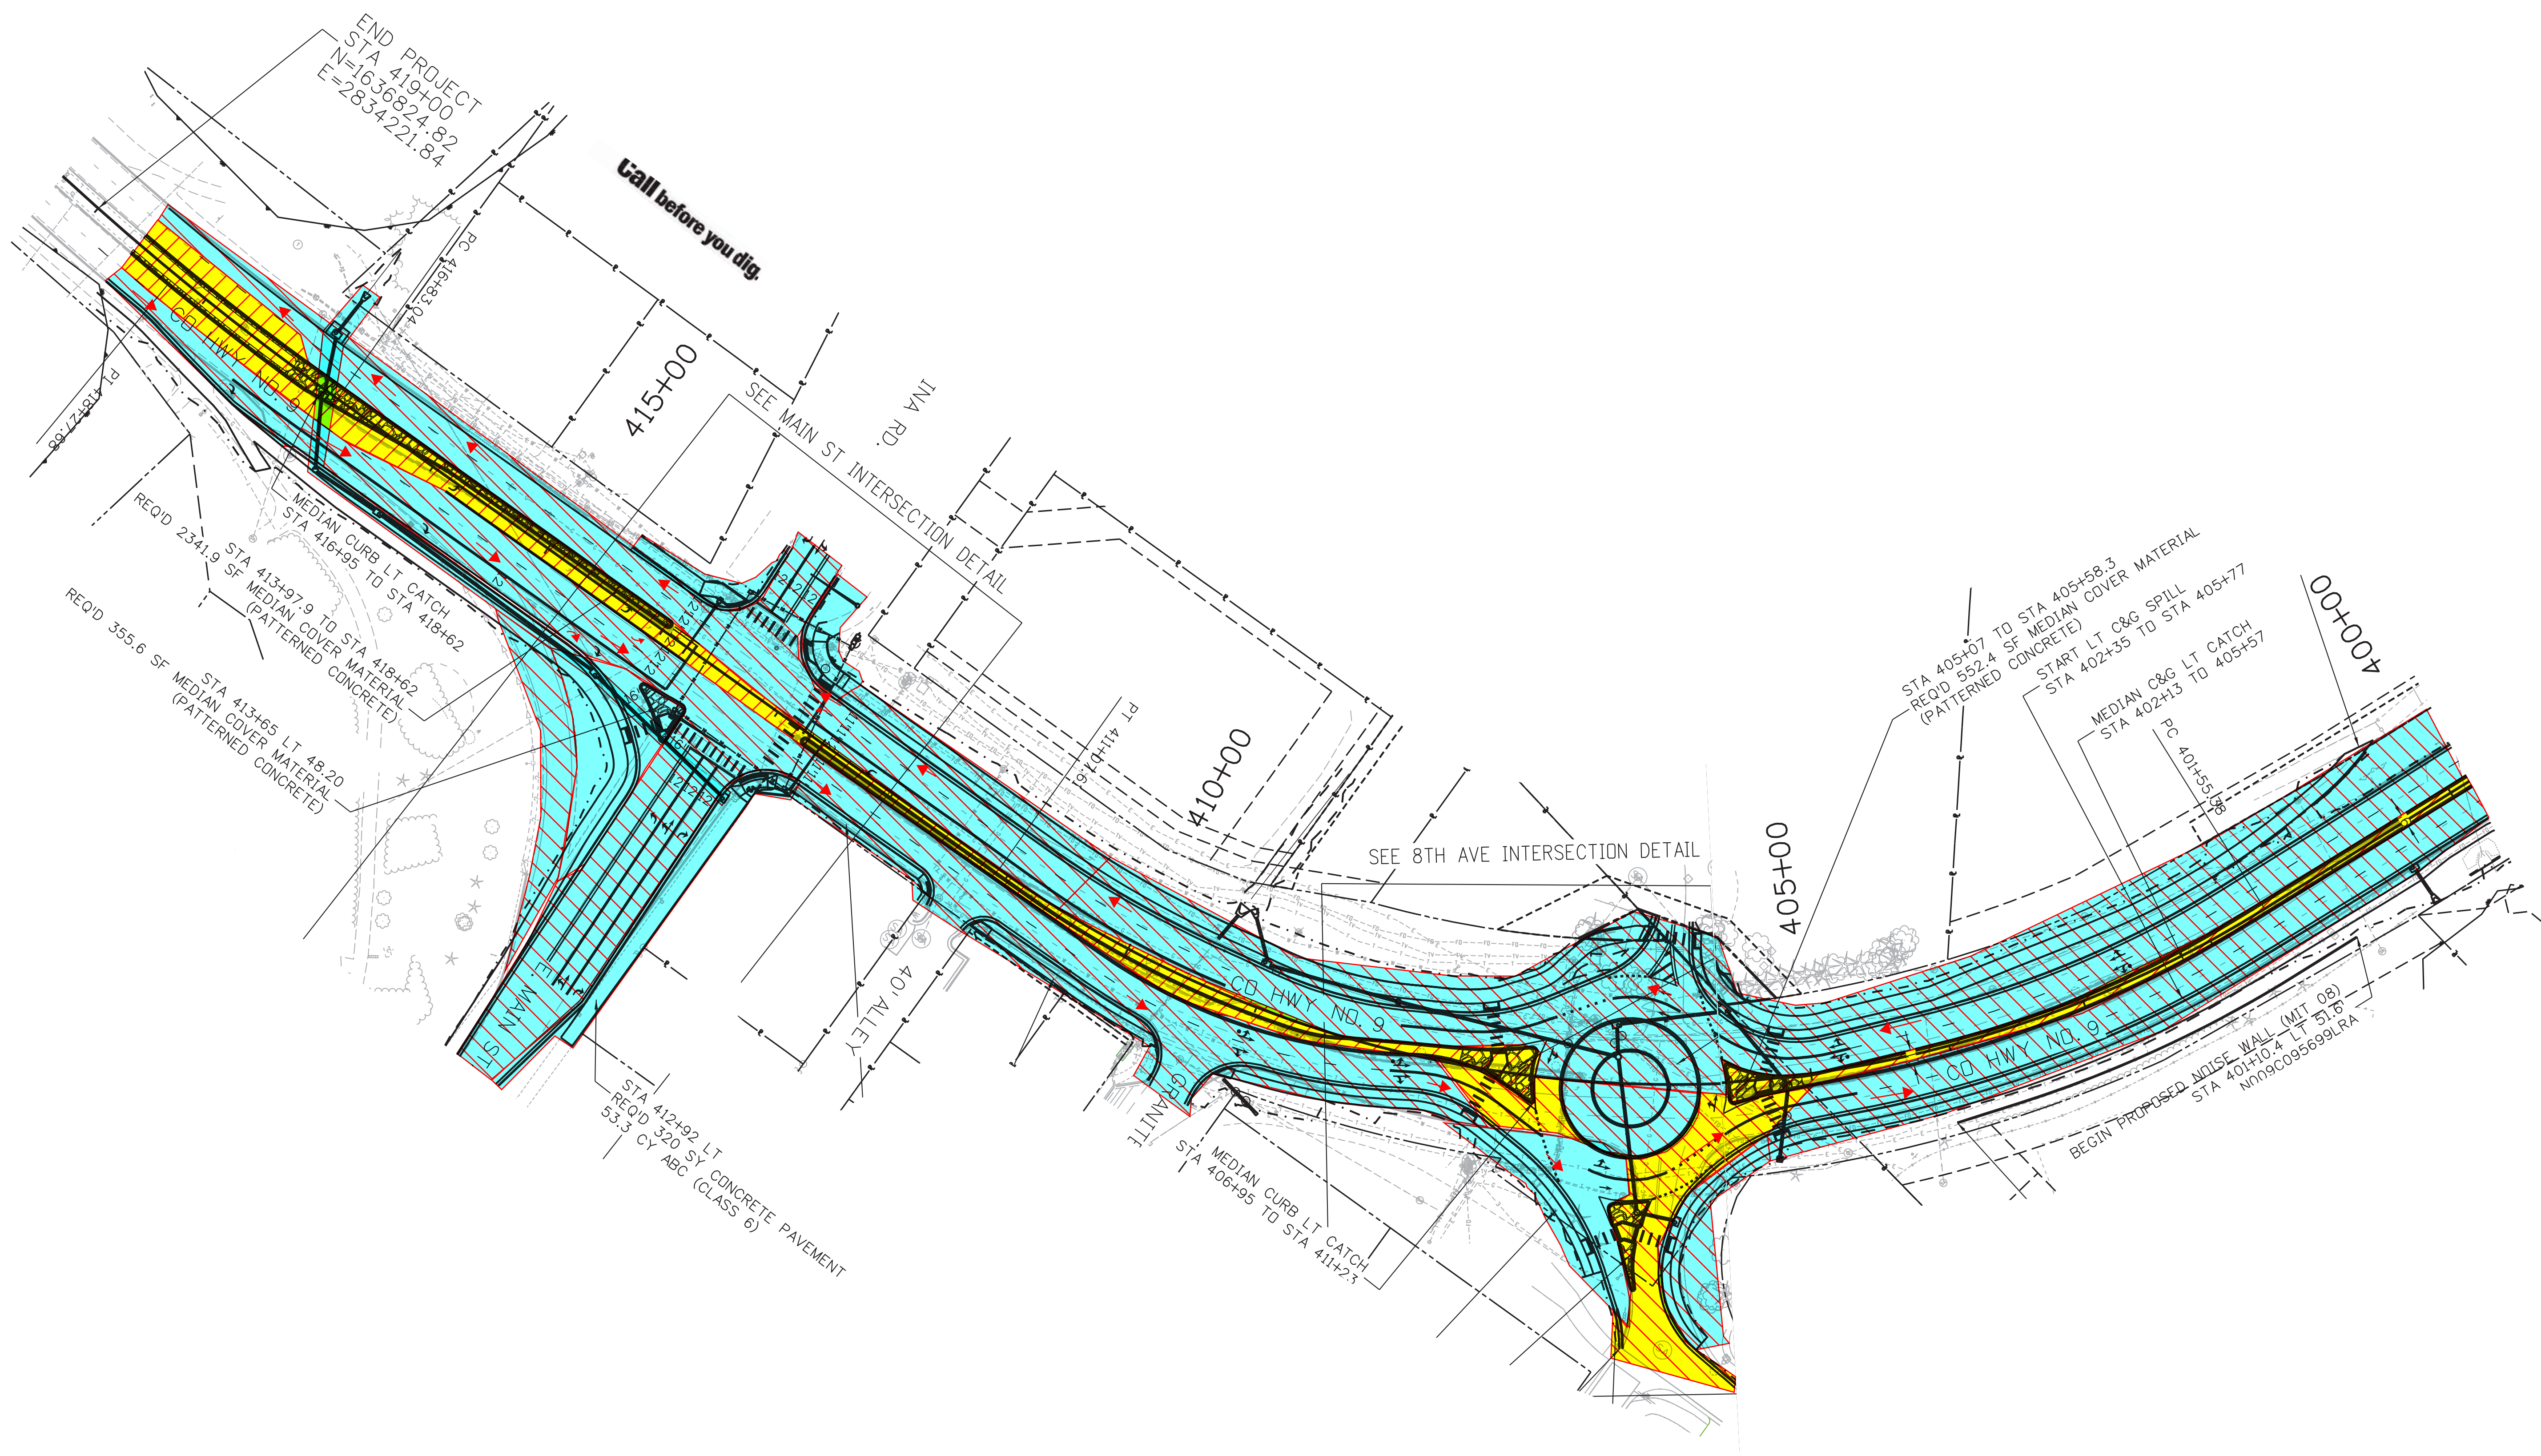 END PROJECT
STA 419+00
N=1636824.82
E=2834221.84
Call before you dig.
PC 416+83.04
415+00
INA RD.
SEE MAIN ST INTERSECTION DETAIL
CO HWY NO. 9
PI 418+27.68
MEDIAN CURB LT CATCH
STA 416+95 TO STA 418+62
STA 413+97.9 TO STA 418+62
REQ'D 2341.9 SF MEDIAN COVER MATERIAL
(PATTERNED CONCRETE)
STA 413+65 LT 48.20
REQ'D 355.6 SF MEDIAN COVER MATERIAL
(PATTERNED CONCRETE)
E. MAIN ST
STA 412+92 LT
REQ'D 320 SY CONCRETE PAVEMENT
53.3 CY ABC (CLASS 6)
40' ALLEY
410+00
GRANITE
MEDIAN CURB LT CATCH
STA 406+95 TO STA 411+23
CO HWY NO. 9
SEE 8TH AVE INTERSECTION DETAIL
405+00
STA 405+07 TO STA 405+58.3
REQ'D 552.4 SF MEDIAN COVER MATERIAL
(PATTERNED CONCRETE)
START LT C&G SPILL
STA 402+35 TO STA 405+77
MEDIAN C&G LT CATCH
STA 402+13 TO 405+57
PC 401+55.38
400+00
CO HWY NO. 9
BEGIN PROPOSED NOISE WALL (MIT 08)
STA 401+10.4 LT 51.6'
N009C095699LRA